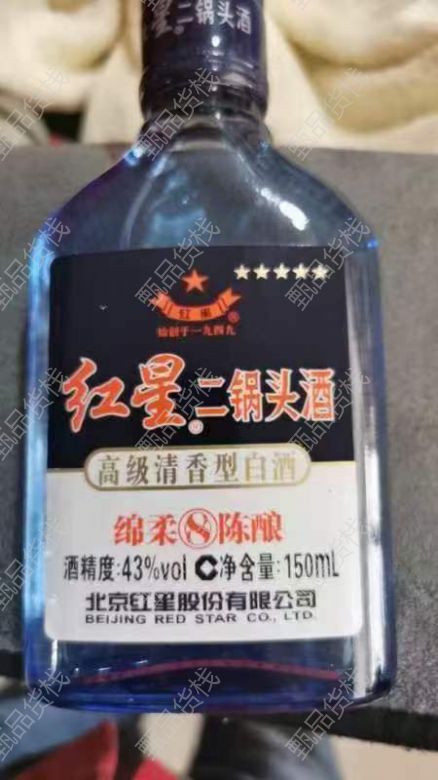 红星二锅头酒
★★★★★
红星
®
始创于一九四九
红星®二锅头酒
高级清香型白酒
绵柔8陈酿
酒精度:43%vol C净含量:150mL
北京红星股份有限公司
BEIJING RED STAR CO., LTD.
甄品货栈